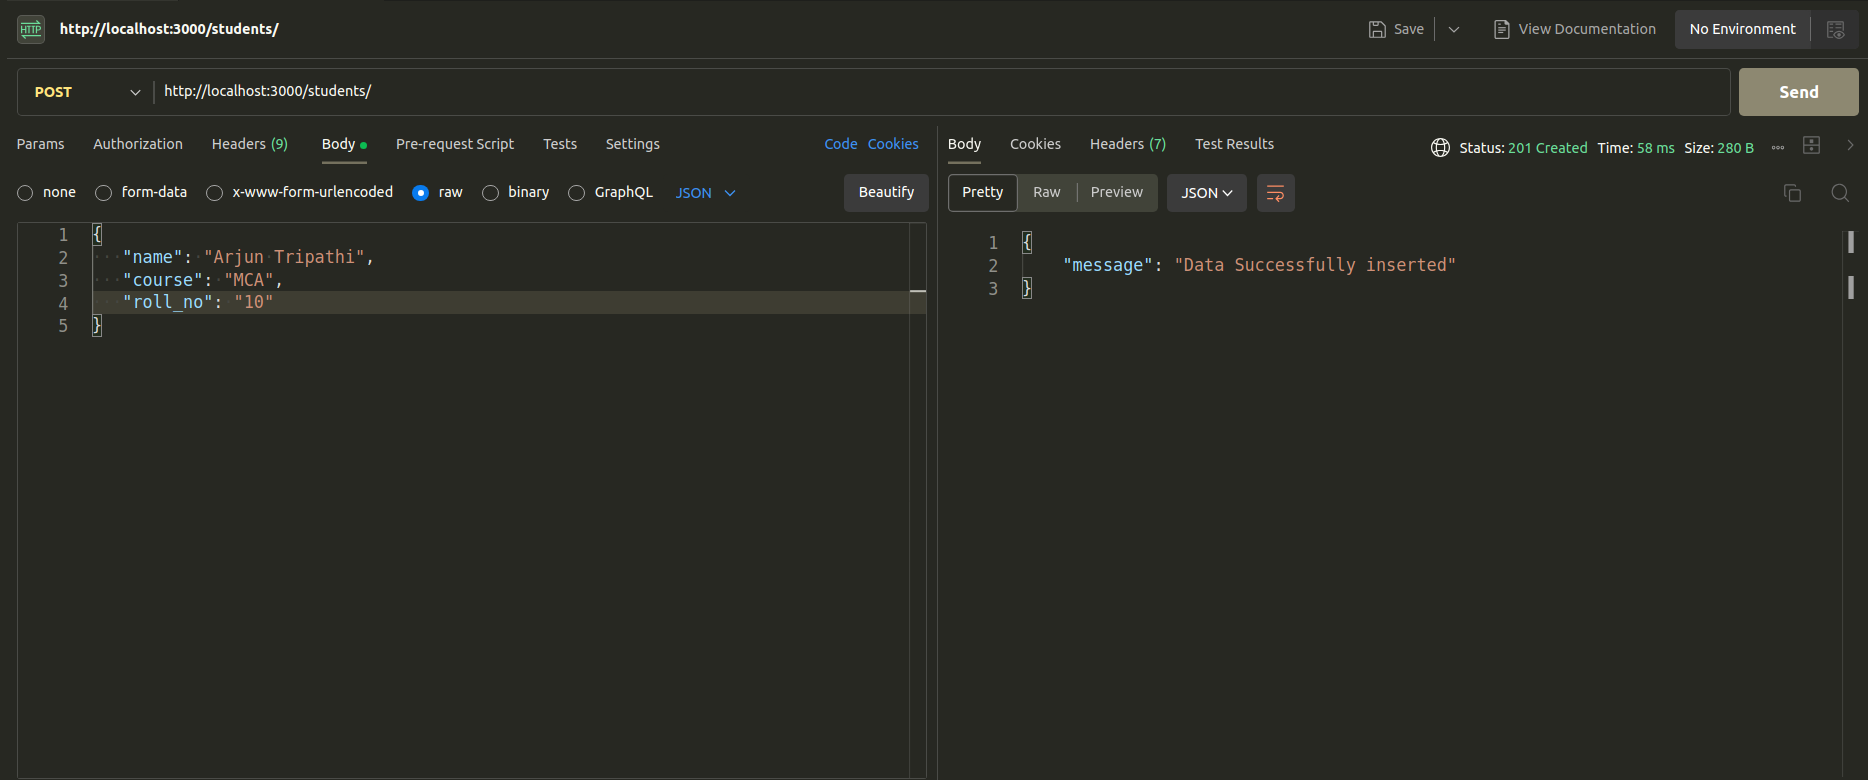 HTTP http://localhost:3000/students/ Save View Documentation No Environment
POST http://localhost:3000/students/ Send
Params Authorization Headers (9) Body Pre-request Script Tests Settings Code Cookies
none form-data x-www-form-urlencoded raw binary GraphQL JSON Beautify
1 {
2 "name": "Arjun Tripathi",
3 "course": "MCA",
4 "roll_no": "10"
5 }
Body Cookies Headers (7) Test Results Status: 201 Created Time: 58 ms Size: 280 B
Pretty Raw Preview JSON
1 {
2 "message": "Data Successfully inserted"
3 }